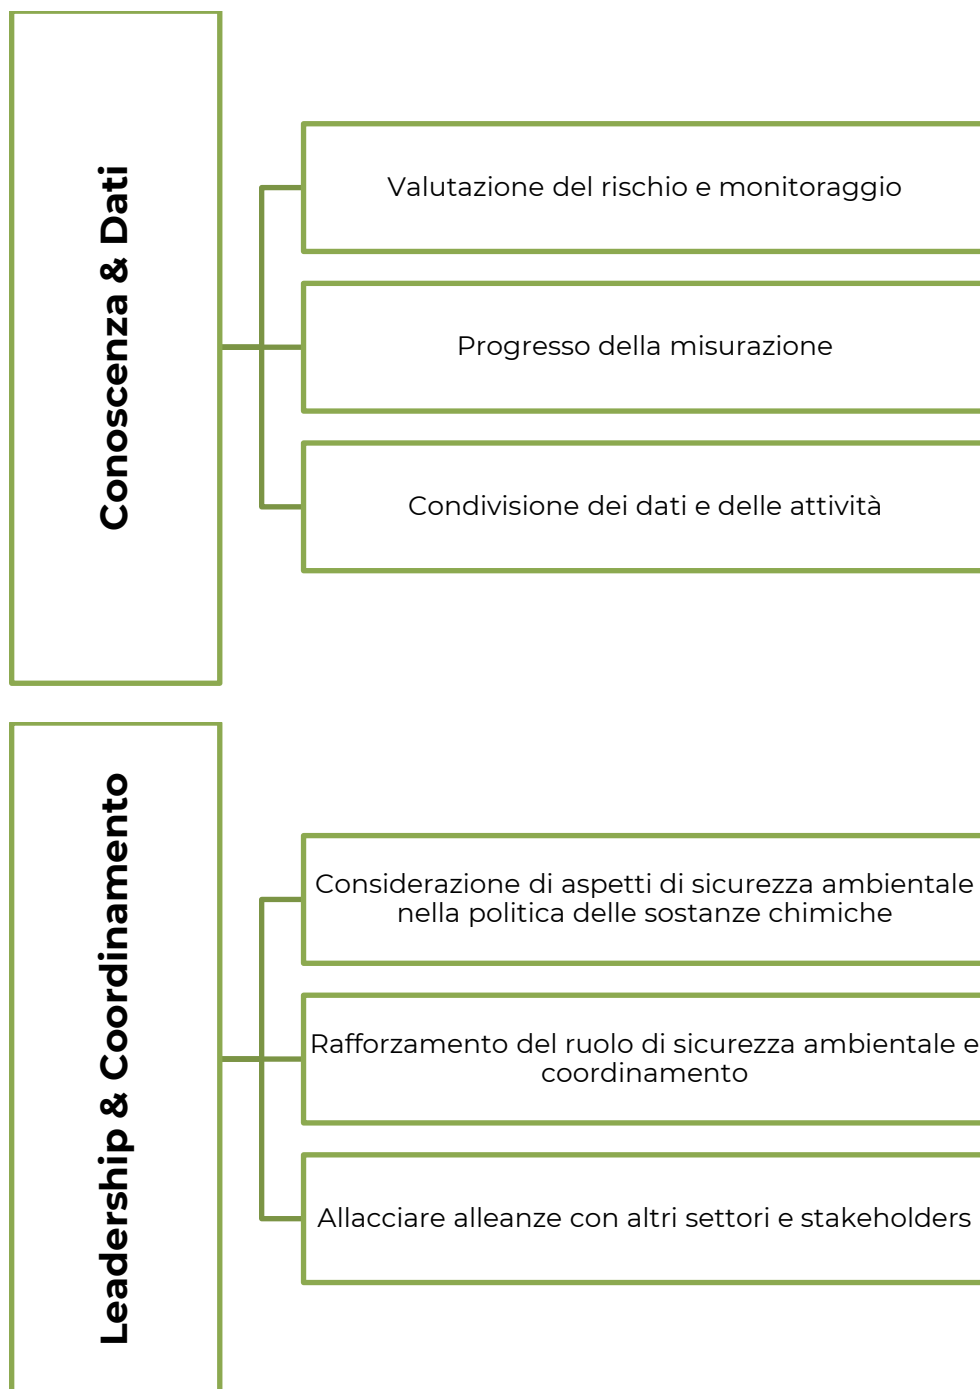 Conoscenza & Dati
Valutazione del rischio e monitoraggio
Progresso della misurazione
Condivisione dei dati e delle attività
Leadership & Coordinamento
Considerazione di aspetti di sicurezza ambientale
nella politica delle sostanze chimiche
Rafforzamento del ruolo di sicurezza ambientale e
coordinamento
Allacciare alleanze con altri settori e stakeholders